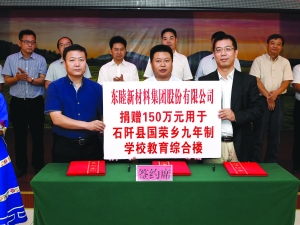 东睦新材料集团股份有限公司
捐赠150万元用于
石阡县国荣乡九年制
学校教育综合楼
签约席